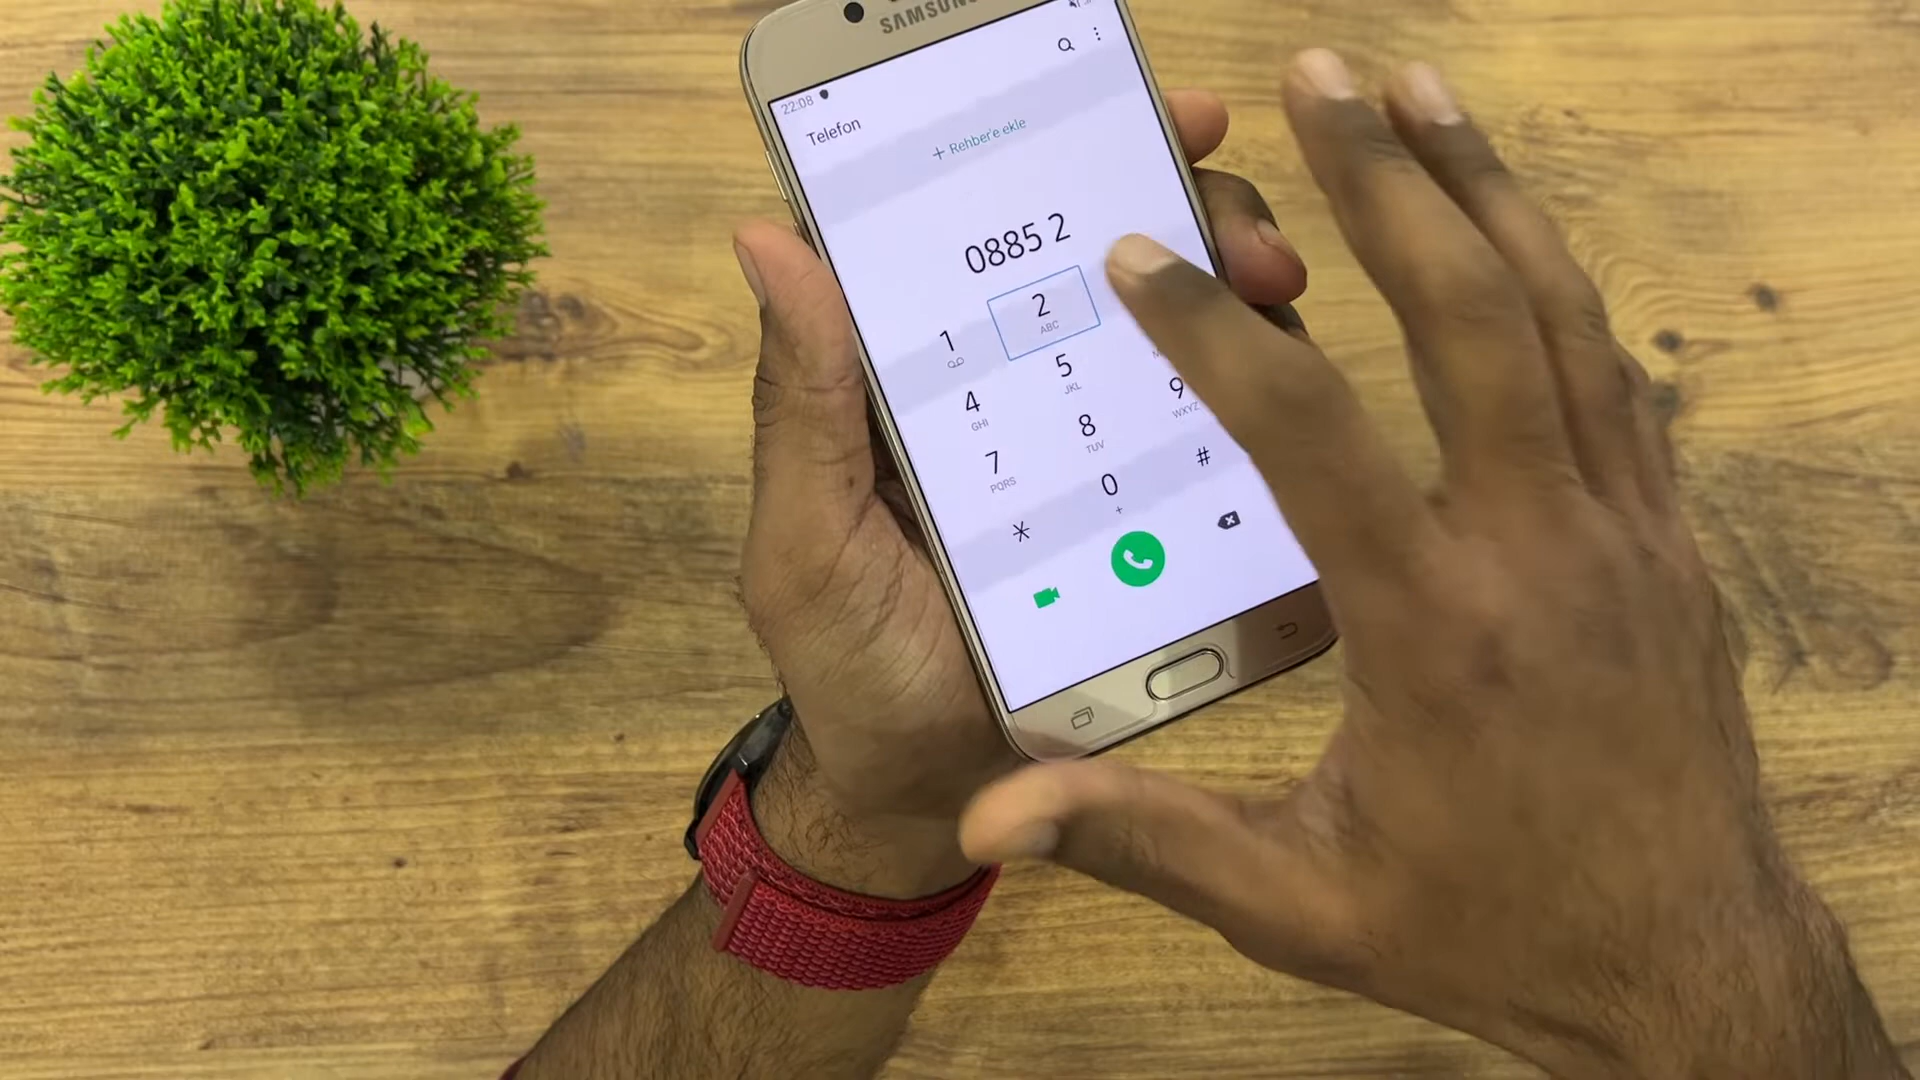 SAMSUNG
22:08
Telefon
+ Rehber'e ekle
0885 2
1
2
ABC
4
GHI
5
JKL
7
PQRS
8
TUV
9
WXYZ
*
0
+
#